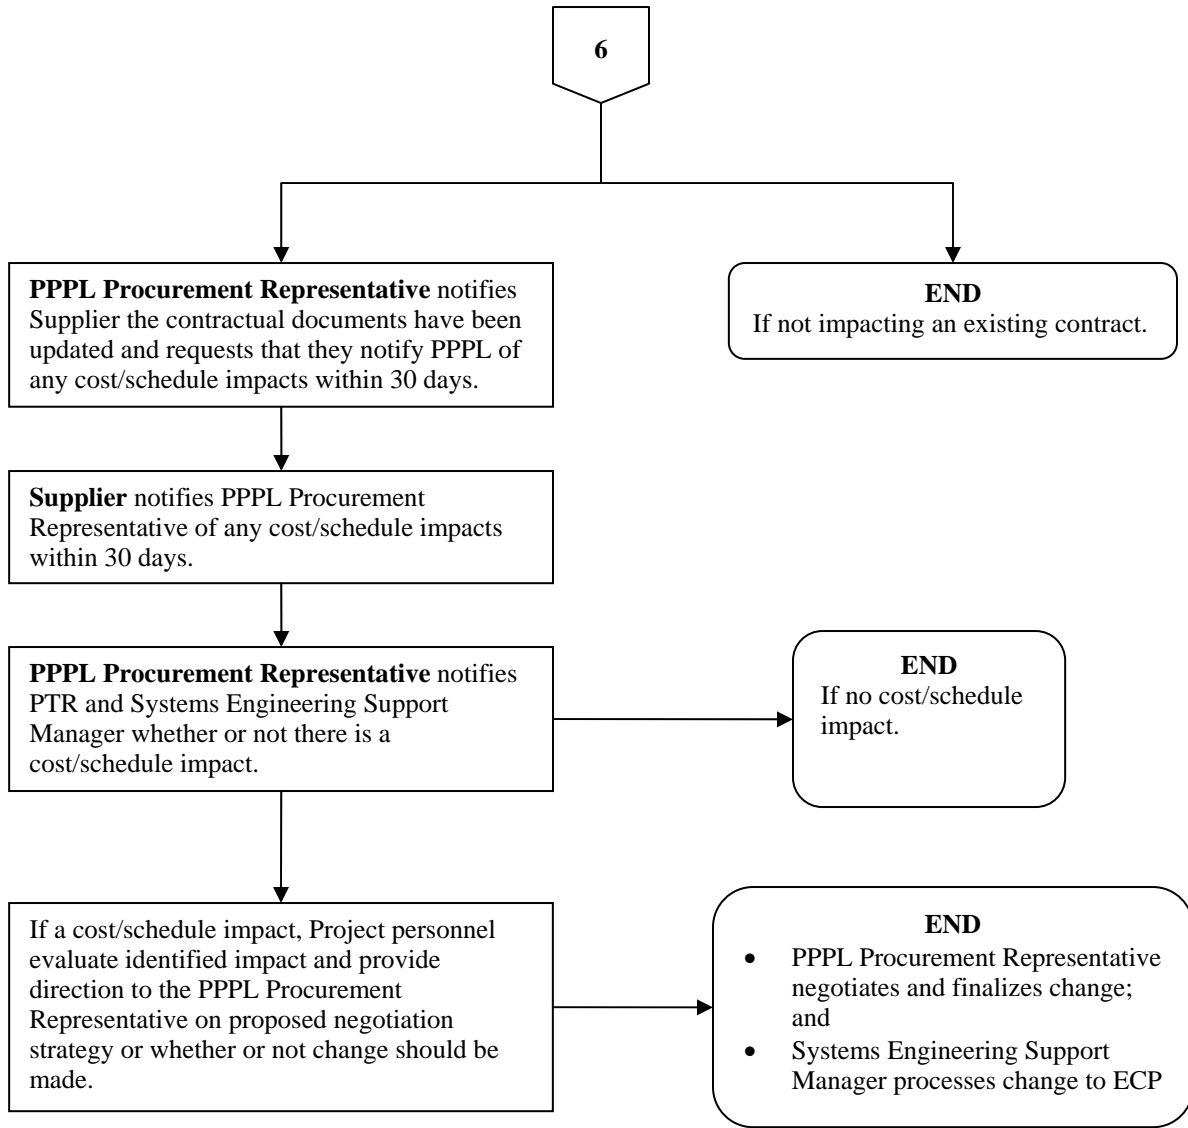 6
PPPL Procurement Representative notifies
Supplier the contractual documents have been
updated and requests that they notify PPPL of
any cost/schedule impacts within 30 days.
END
If not impacting an existing contract.
Supplier notifies PPPL Procurement
Representative of any cost/schedule impacts
within 30 days.
PPPL Procurement Representative notifies
PTR and Systems Engineering Support
Manager whether or not there is a
cost/schedule impact.
END
If no cost/schedule
impact.
If a cost/schedule impact, Project personnel
evaluate identified impact and provide
direction to the PPPL Procurement
Representative on proposed negotiation
strategy or whether or not change should be
made.
END
• PPPL Procurement Representative
negotiates and finalizes change;
and
• Systems Engineering Support
Manager processes change to ECP